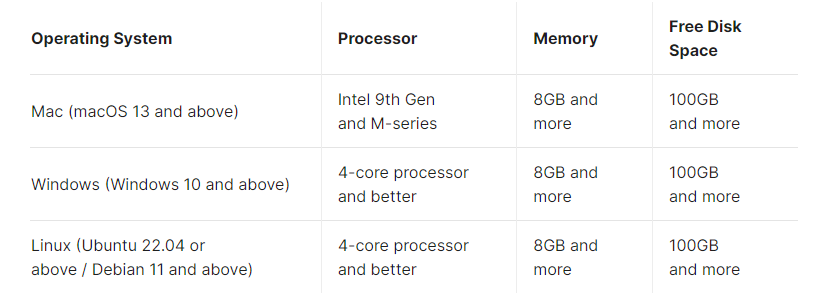 Operating System
Processor
Memory
Free Disk
Space
Mac (macOS 13 and above)
Intel 9th Gen
and M-series
8GB and
more
100GB
and more
Windows (Windows 10 and above)
4-core processor
and better
8GB and
more
100GB
and more
Linux (Ubuntu 22.04 or
above / Debian 11 and above)
4-core processor
and better
8GB and
more
100GB
and more